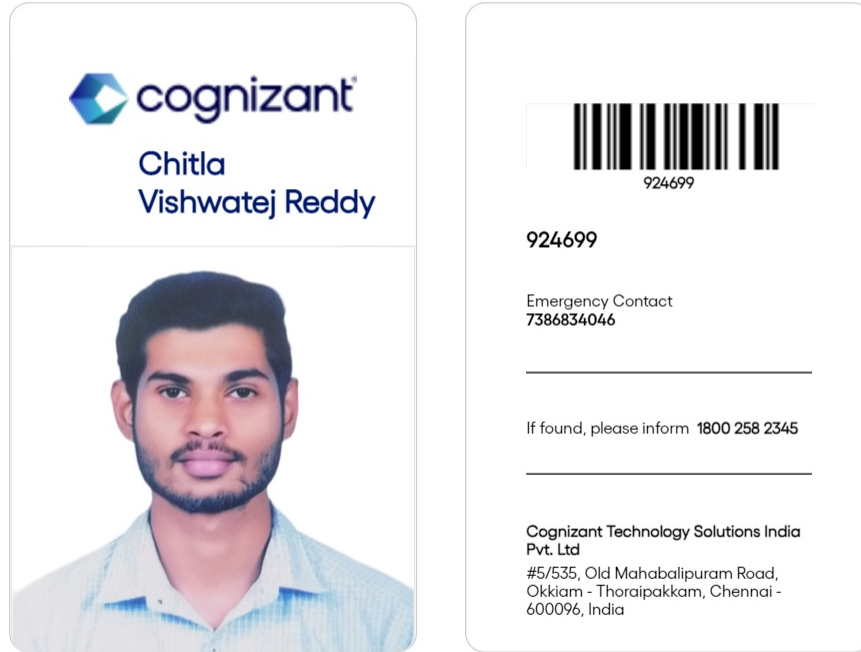 cognizant
Chitla
Vishwatej Reddy
924699
924699
Emergency Contact
7386834046
If found, please inform 1800 258 2345
Cognizant Technology Solutions India
Pvt. Ltd
#5/535, Old Mahabalipuram Road,
Okkiam - Thoraipakkam, Chennai -
600096, India